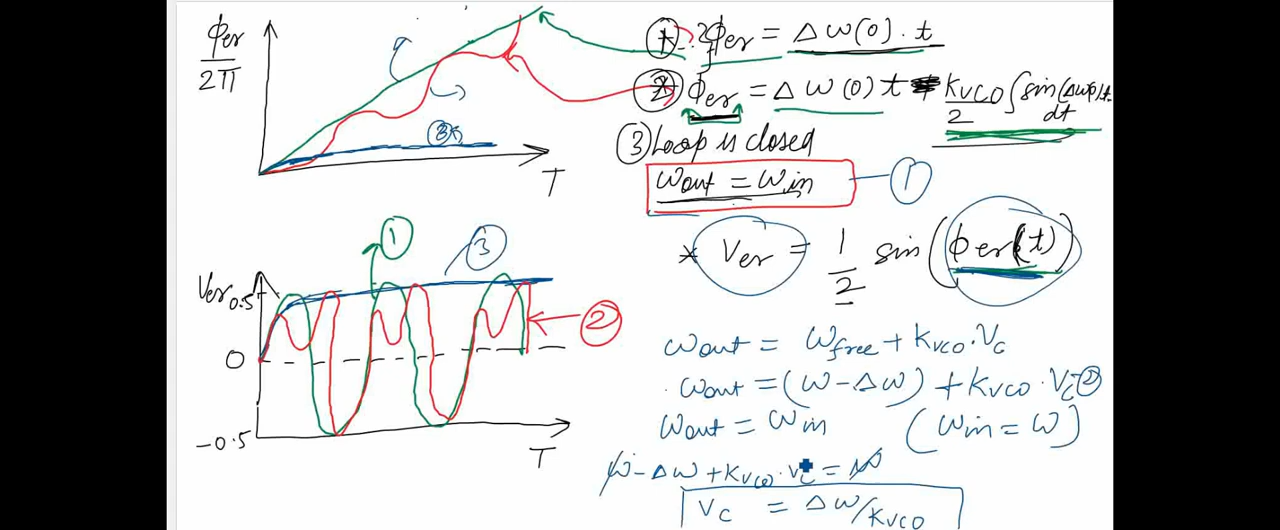 ϕer
2π
T
① ϕer = Δω(0)·t
② ϕer = Δω(0)t + Kvco/2 ∫sin(Δω(0)t dt
③ Loop is closed
ωout = ωin
①
* Ver = 1/2 sin(ϕer(t))
ωout = ωfree + Kvco·Vc
ωout = (ω-Δω) + Kvco·Vc ②
ωout = ωin (ωin = ω)
ω-Δω + Kvco·Vc = ω
Vc = Δω/Kvco
Ver
0.5
0
-0.5
T
①
③
②